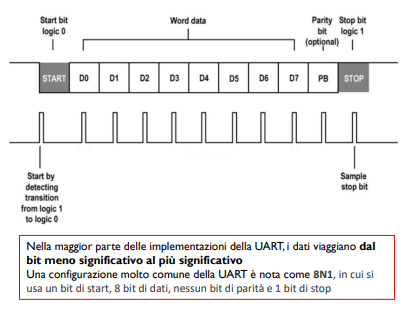 Start bit
logic 0
Word data
Parity
bit
(optional)
Stop bit
logic 1
START D0 D1 D2 D3 D4 D5 D6 D7 PB STOP
Start by
detecting
transition
from logic 1
to logic 0
Sample
stop bit
Nella maggior parte delle implementazioni della UART, i dati viaggiano dal
bit meno significativo al più significativo
Una configurazione molto comune della UART è nota come 8N1, in cui si
usa un bit di start, 8 bit di dati, nessun bit di parità e 1 bit di stop